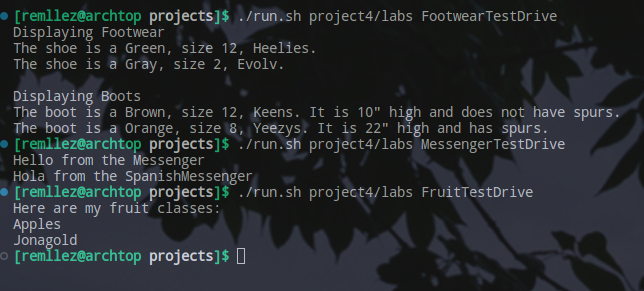 [remllez@archtop projects]$ ./run.sh project4/labs FootwearTestDrive
Displaying Footwear
The shoe is a Green, size 12, Heelies.
The shoe is a Gray, size 2, Evolv.
Displaying Boots
The boot is a Brown, size 12, Keens. It is 10" high and does not have spurs.
The boot is a Orange, size 8, Yeezys. It is 22" high and has spurs.
[remllez@archtop projects]$ ./run.sh project4/labs MessengerTestDrive
Hello from the Messenger
Hola from the SpanishMessenger
[remllez@archtop projects]$ ./run.sh project4/labs FruitTestDrive
Here are my fruit classes:
Apples
Jonagold
[remllez@archtop projects]$